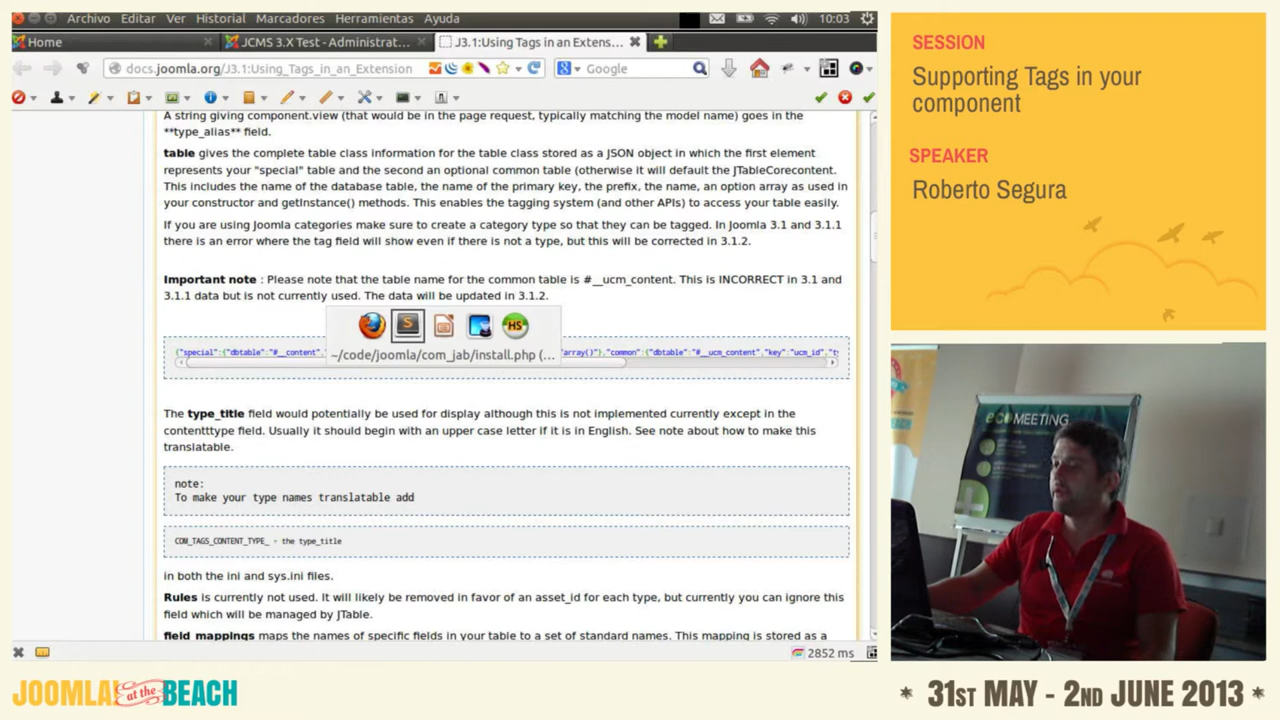 Archivo Editar Ver Historial Marcadores Herramientas Ayuda 10:03
Home JCMS 3.X Test - Administrat... J3.1:Using Tags in an Extens...
docs.joomla.org/J3.1:Using_Tags_in_an_Extension Google
A string giving component.view (that would be in the page request, typically matching the model name) goes in the
**type_alias** field.
table gives the complete table class information for the table class stored as a JSON object in which the first element
represents your "special" table and the second an optional common table (otherwise it will default the JTableCorecontent.
This includes the name of the database table, the name of the primary key, the prefix, the name, an option array as used in
your constructor and getInstance() methods. This enables the tagging system (and other APIs) to access your table easily.
If you are using Joomla categories make sure to create a category type so that they can be tagged. In Joomla 3.1 and 3.1.1
there is an error where the tag field will show even if there is not a type, but this will be corrected in 3.1.2.
Important note : Please note that the table name for the common table is #__ucm_content. This is INCORRECT in 3.1 and
3.1.1 data but is not currently used. The data will be updated in 3.1.2.
S HS
{"special":{"dbtable":"#__content", array()"},"common":{"dbtable":"#__ucm_content","key":"ucm_id","t
~/code/joomla/com_jab/install.php (...
The type_title field would potentially be used for display although this is not implemented currently except in the
contenttype field. Usually it should begin with an upper case letter if it is in English. See note about how to make this
translatable.
note:
To make your type names translatable add
COM_TAGS_CONTENT_TYPE_ + the type_title
in both the ini and sys.ini files.
Rules is currently not used. It will likely be removed in favor of an asset_id for each type, but currently you can ignore this
field which will be managed by JTable.
field_mappings maps the names of specific fields in your table to a set of standard names. This mapping is stored as a
2852 ms
SESSION
Supporting Tags in your
component
SPEAKER
Roberto Segura
ecoMEETING
JOOMLA! at the BEACH
* 31ST MAY - 2ND JUNE 2013 *